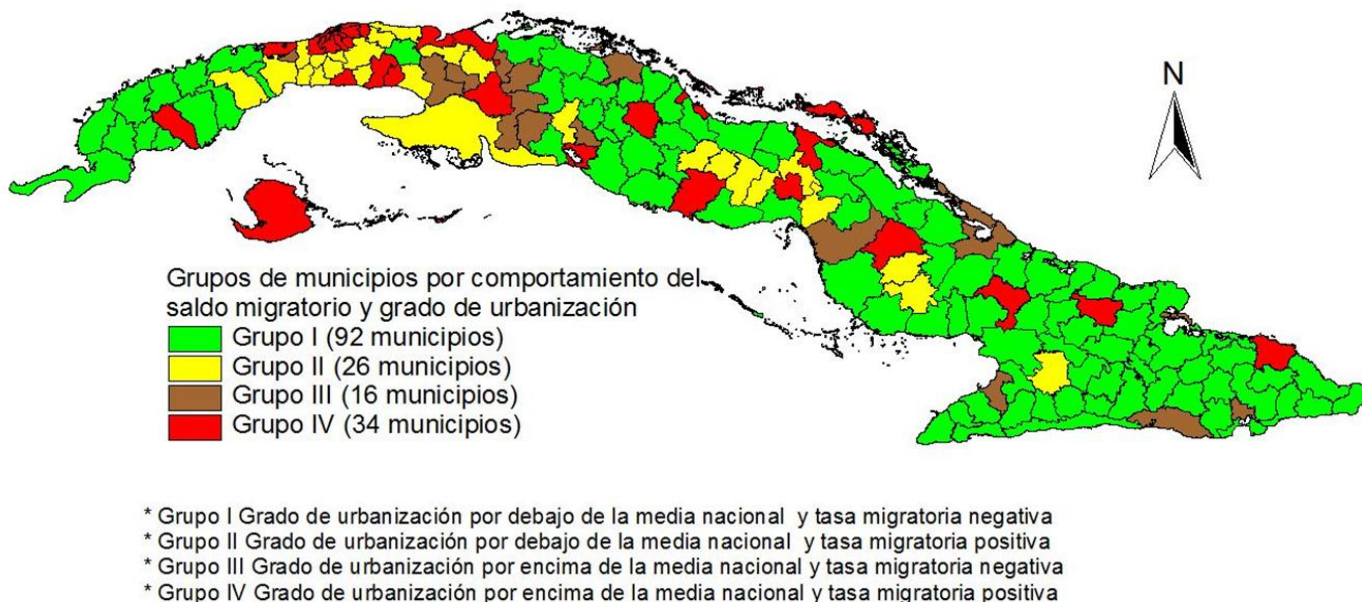 N
Grupos de municipios por comportamiento del
saldo migratorio y grado de urbanización
Grupo I (92 municipios)
Grupo II (26 municipios)
Grupo III (16 municipios)
Grupo IV (34 municipios)
* Grupo I Grado de urbanización por debajo de la media nacional y tasa migratoria negativa
* Grupo II Grado de urbanización por debajo de la media nacional y tasa migratoria positiva
* Grupo III Grado de urbanización por encima de la media nacional y tasa migratoria negativa
* Grupo IV Grado de urbanización por encima de la media nacional y tasa migratoria positiva